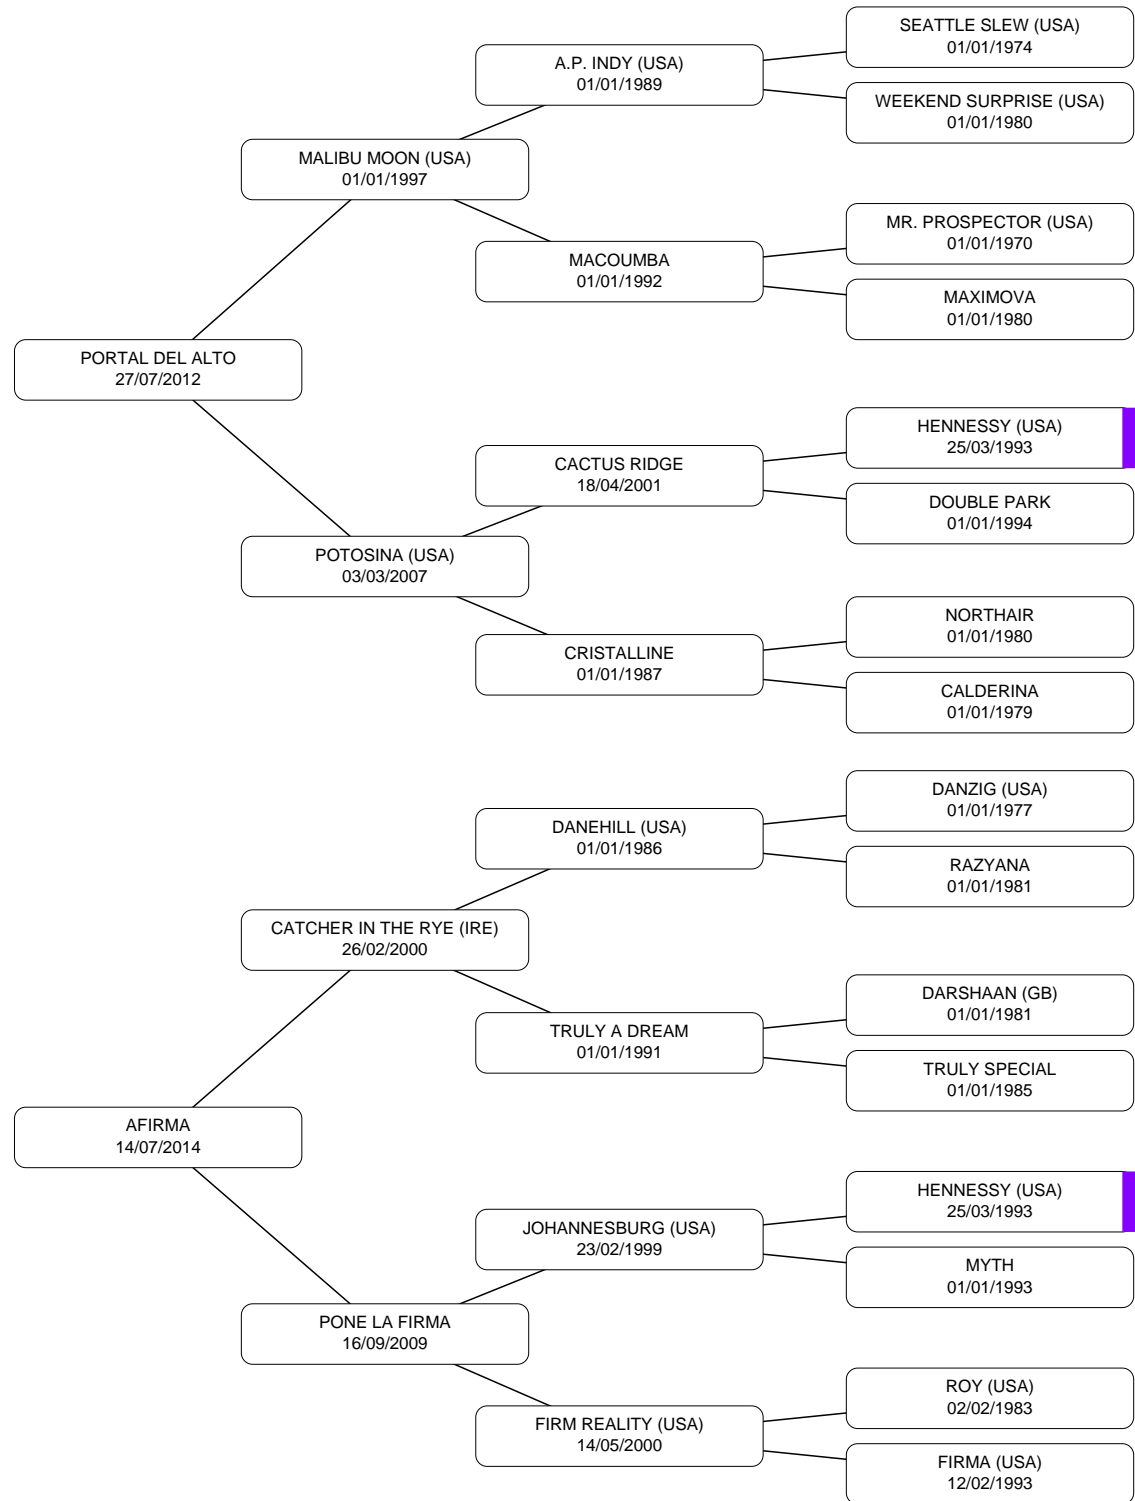 SEATTLE SLEW (USA)
01/01/1974
A.P. INDY (USA)
01/01/1989
WEEKEND SURPRISE (USA)
01/01/1980
MALIBU MOON (USA)
01/01/1997
MR. PROSPECTOR (USA)
01/01/1970
MACOUMBA
01/01/1992
MAXIMOVA
01/01/1980
PORTAL DEL ALTO
27/07/2012
HENNESSY (USA)
25/03/1993
CACTUS RIDGE
18/04/2001
DOUBLE PARK
01/01/1994
POTOSINA (USA)
03/03/2007
NORTHAIR
01/01/1980
CRISTALLINE
01/01/1987
CALDERINA
01/01/1979
DANZIG (USA)
01/01/1977
DANEHILL (USA)
01/01/1986
RAZYANA
01/01/1981
CATCHER IN THE RYE (IRE)
26/02/2000
DARSHAAN (GB)
01/01/1981
TRULY A DREAM
01/01/1991
TRULY SPECIAL
01/01/1985
AFIRMA
14/07/2014
HENNESSY (USA)
25/03/1993
JOHANNESBURG (USA)
23/02/1999
MYTH
01/01/1993
PONE LA FIRMA
16/09/2009
ROY (USA)
02/02/1983
FIRM REALITY (USA)
14/05/2000
FIRMA (USA)
12/02/1993